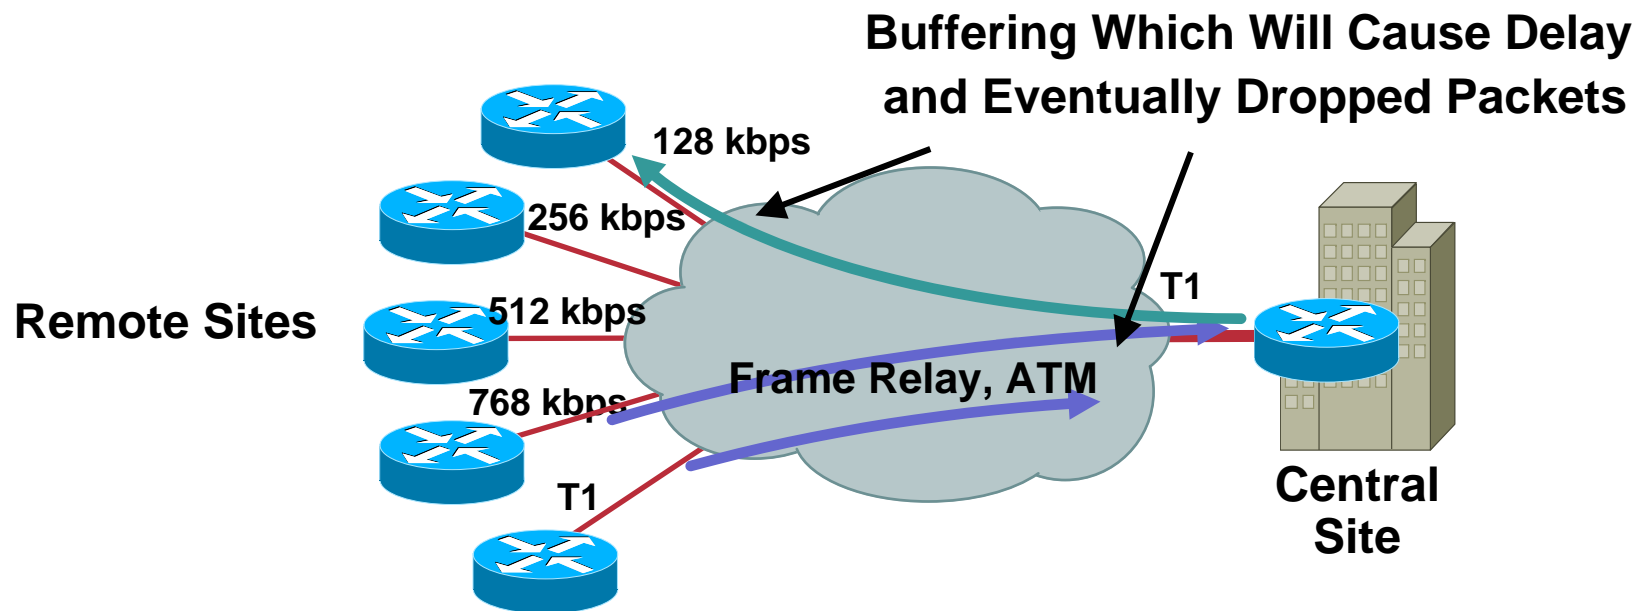 Buffering Which Will Cause Delay
and Eventually Dropped Packets
128 kbps
256 kbps
T1
Remote Sites
512 kbps
Frame Relay, ATM
768 kbps
T1
Central
Site